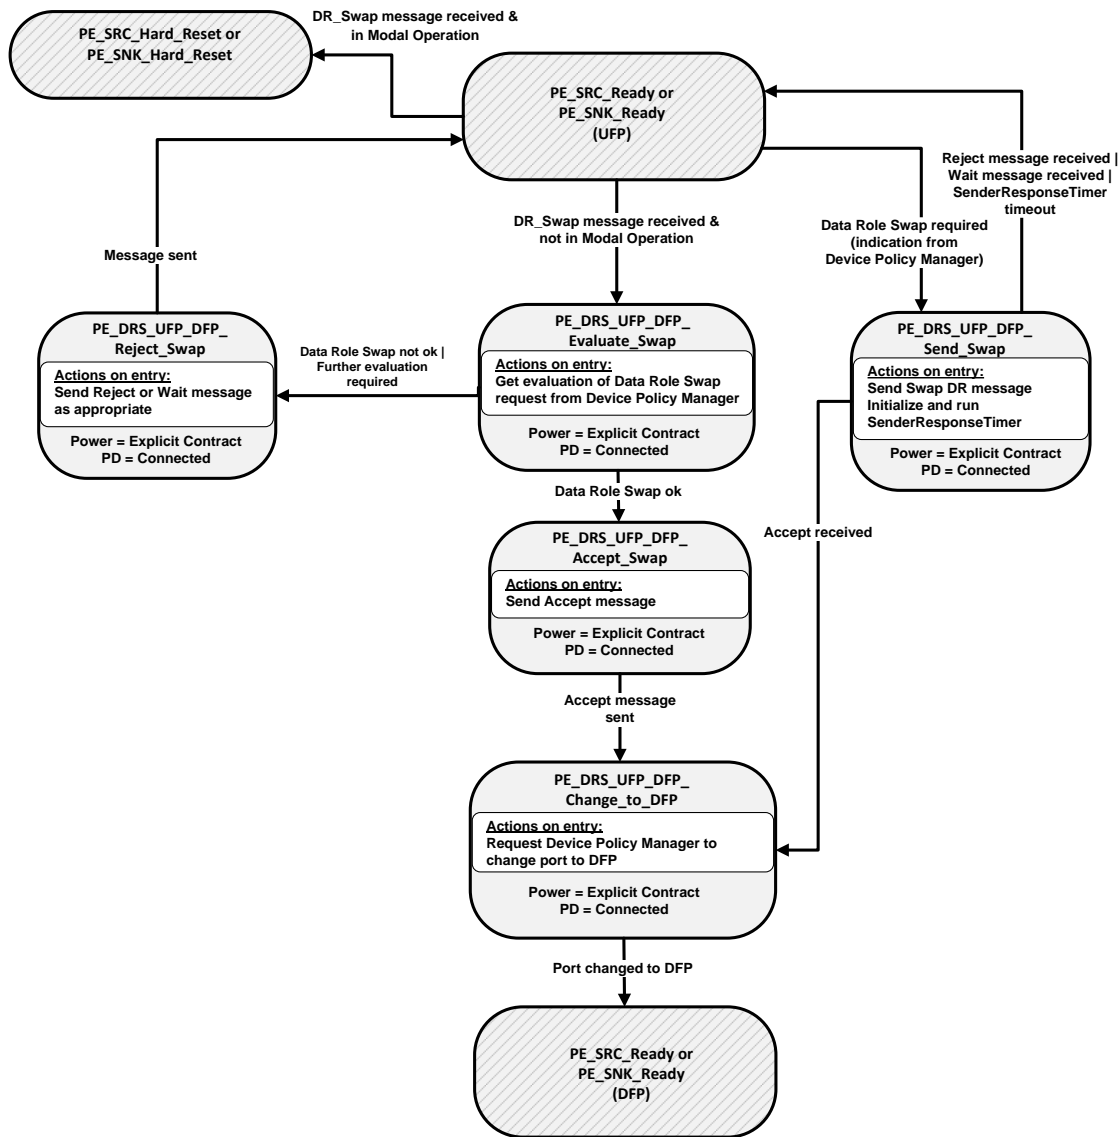 DR_Swap message received &
in Modal Operation
PE_SRC_Hard_Reset or
PE_SNK_Hard_Reset
PE_SRC_Ready or
PE_SNK_Ready
(UFP)
Reject message received |
Wait message received |
SenderResponseTimer
timeout
DR_Swap message received &
not in Modal Operation
Data Role Swap required
(indication from
Device Policy Manager)
Message sent
PE_DRS_UFP_DFP_
Reject_Swap
Actions on entry:
Send Reject or Wait message
as appropriate
Power = Explicit Contract
PD = Connected
Data Role Swap not ok |
Further evaluation
required
PE_DRS_UFP_DFP_
Evaluate_Swap
Actions on entry:
Get evaluation of Data Role Swap
request from Device Policy Manager
Power = Explicit Contract
PD = Connected
PE_DRS_UFP_DFP_
Send_Swap
Actions on entry:
Send Swap DR message
Initialize and run
SenderResponseTimer
Power = Explicit Contract
PD = Connected
Data Role Swap ok
Accept received
PE_DRS_UFP_DFP_
Accept_Swap
Actions on entry:
Send Accept message
Power = Explicit Contract
PD = Connected
Accept message
sent
PE_DRS_UFP_DFP_
Change_to_DFP
Actions on entry:
Request Device Policy Manager to
change port to DFP
Power = Explicit Contract
PD = Connected
Port changed to DFP
PE_SRC_Ready or
PE_SNK_Ready
(DFP)